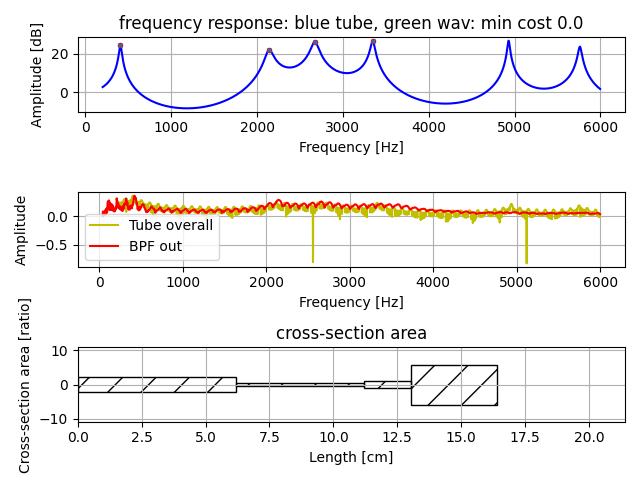 frequency response: blue tube, green wav: min cost 0.0
Amplitude [dB]
20
0
0 1000 2000 3000 4000 5000 6000
Frequency [Hz]
Amplitude
0.0
−0.5
Tube overall
BPF out
0 1000 2000 3000 4000 5000 6000
Frequency [Hz]
cross-section area
Cross-section area [ratio]
10
0
−10
0.0 2.5 5.0 7.5 10.0 12.5 15.0 17.5 20.0
Length [cm]